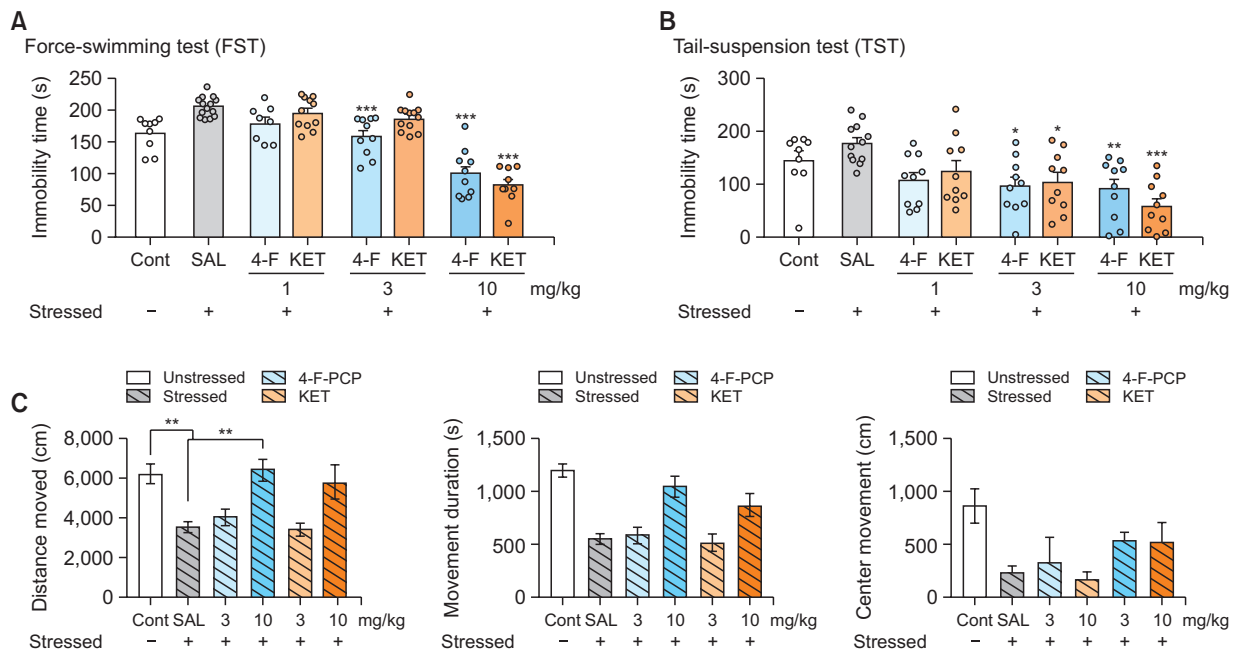 A
Force-swimming test (FST)
Immobility time (s)
250
200
150
100
50
0
***
***
***
Cont SAL 4-F KET 4-F KET 4-F KET
1 3 10 mg/kg
Stressed − + + + +
B
Tail-suspension test (TST)
Immobility time (s)
300
200
100
0
*
*
**
***
Cont SAL 4-F KET 4-F KET 4-F KET
1 3 10 mg/kg
Stressed − + + + +
C
Unstressed 4-F-PCP
Stressed KET
Distance moved (cm)
8,000
6,000
4,000
2,000
0
**
**
Cont SAL 3 10 3 10 mg/kg
Stressed − + + + + +
Unstressed 4-F-PCP
Stressed KET
Movement duration (s)
1,500
1,000
500
0
Cont SAL 3 10 3 10 mg/kg
Stressed − + + + + +
Unstressed 4-F-PCP
Stressed KET
Center movement (cm)
1,500
1,000
500
0
Cont SAL 3 10 3 10 mg/kg
Stressed − + + + + +